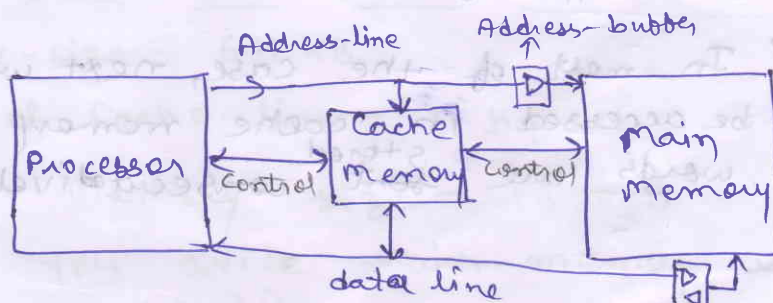 Address-buffer
Address-line
Processor
Cache
Memory
Main
Memory
Control
Control
data line